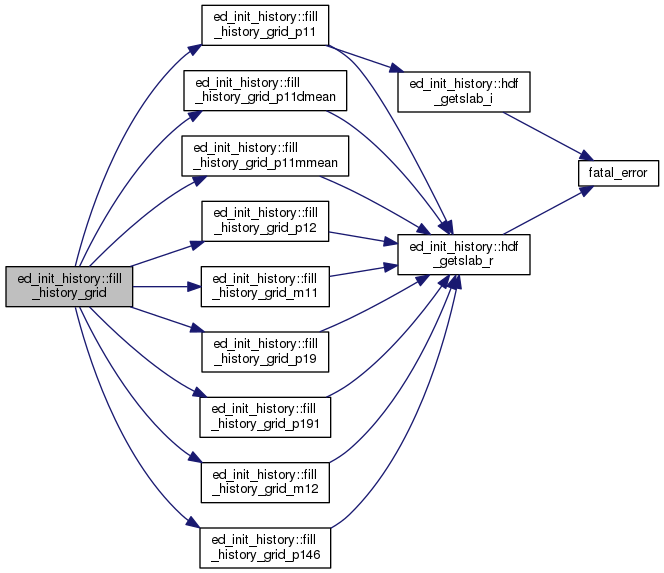 ed_init_history::fill
_history_grid
ed_init_history::fill
_history_grid_p11
ed_init_history::fill
_history_grid_p11dmean
ed_init_history::fill
_history_grid_p11mmean
ed_init_history::fill
_history_grid_p12
ed_init_history::fill
_history_grid_m11
ed_init_history::fill
_history_grid_p19
ed_init_history::fill
_history_grid_p191
ed_init_history::fill
_history_grid_m12
ed_init_history::fill
_history_grid_p146
ed_init_history::hdf
_getslab_i
ed_init_history::hdf
_getslab_r
fatal_error